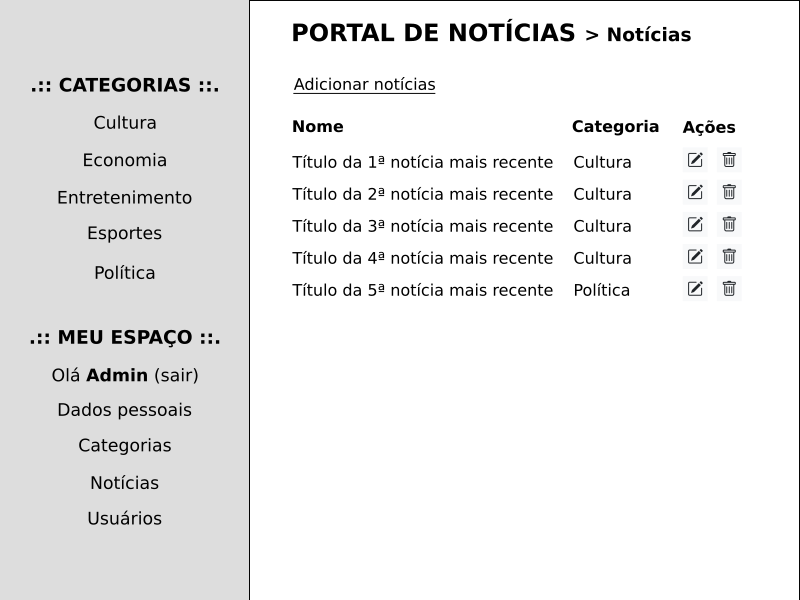 .:: CATEGORIAS ::.
Cultura
Economia
Entretenimento
Esportes
Política
.:: MEU ESPAÇO ::.
Olá Admin (sair)
Dados pessoais
Categorias
Notícias
Usuários
PORTAL DE NOTÍCIAS > Notícias
Adicionar notícias
Nome Categoria Ações
Título da 1ª notícia mais recente Cultura
Título da 2ª notícia mais recente Cultura
Título da 3ª notícia mais recente Cultura
Título da 4ª notícia mais recente Cultura
Título da 5ª notícia mais recente Política